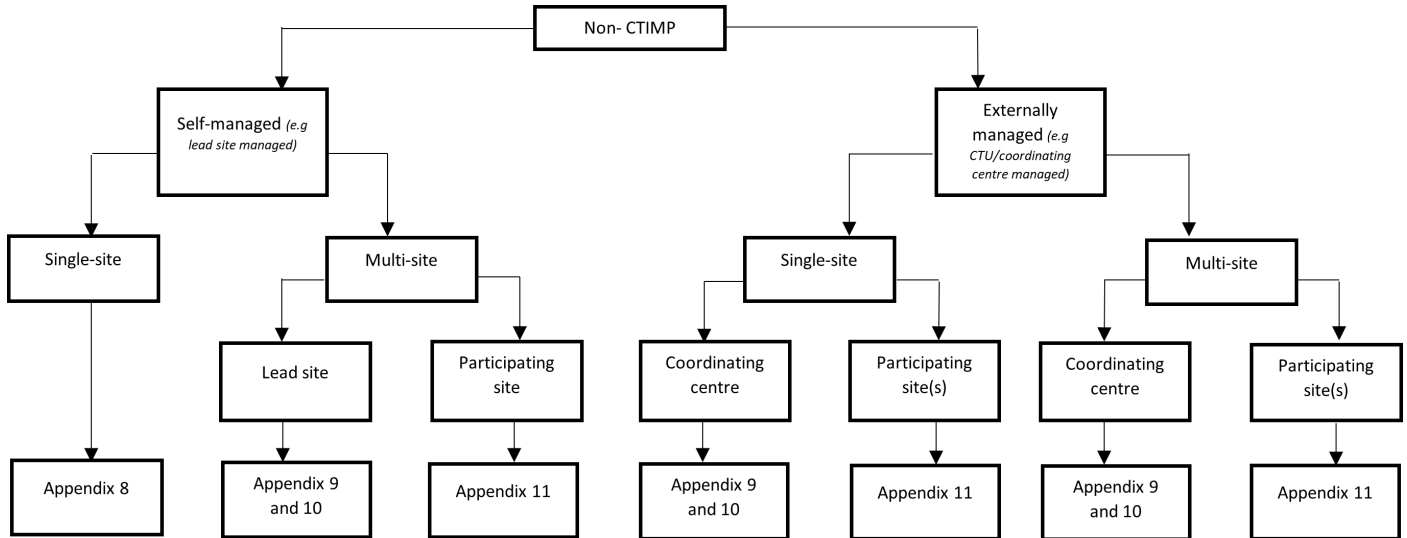 Non- CTIMP
Self-managed (e.g
lead site managed)
Externally
managed (e.g
CTU/coordinating
centre managed)
Single-site
Multi-site
Single-site
Multi-site
Lead site
Participating
site
Coordinating
centre
Participating
site(s)
Coordinating
centre
Participating
site(s)
Appendix 8
Appendix 9
and 10
Appendix 11
Appendix 9
and 10
Appendix 11
Appendix 9
and 10
Appendix 11